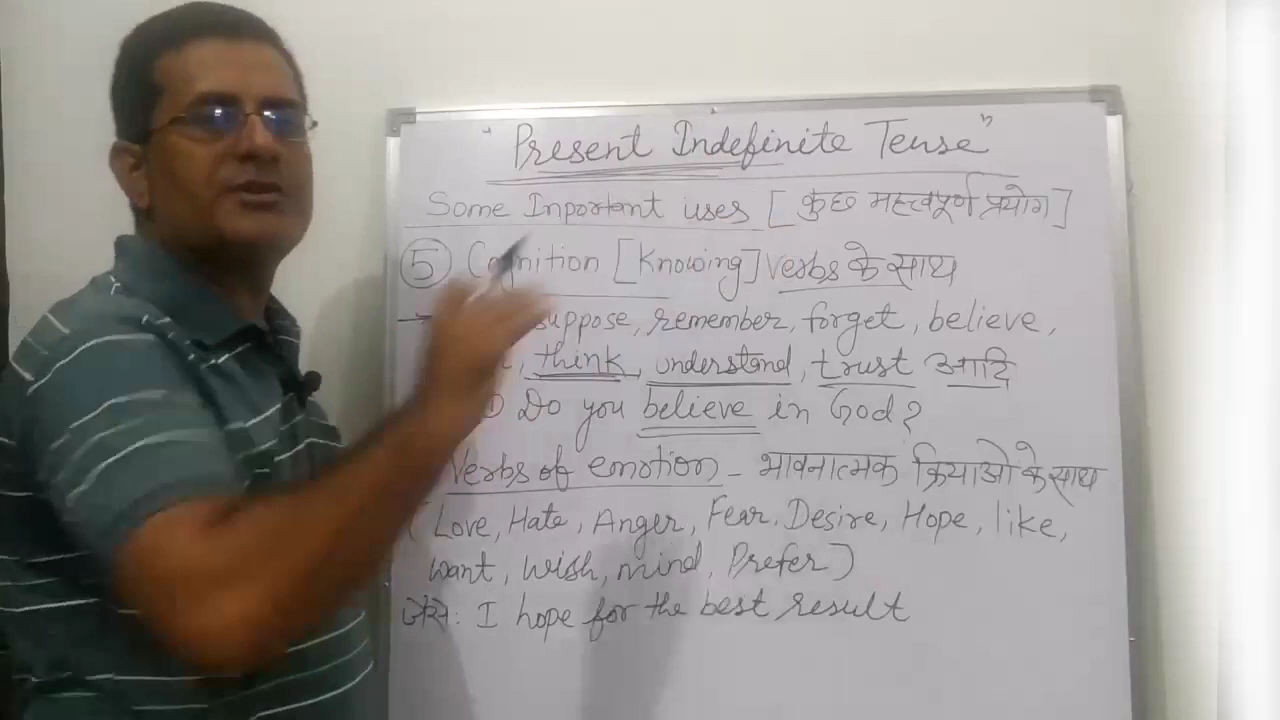 "Present Indefinite Tense"
Some Inportant uses [ कुछ महत्त्वपूर्ण प्रयोग ]
5 Cognition [Knowing] verbs के साथ
→ suppose, remember, forget, believe,
, think, understand, trust आदि
Do you believe in God?
Verbs of emotion - भावनात्मक क्रियाओ के साथ
(Love, Hate, Anger, Fear, Desire, Hope, like,
want, wish, mind, Prefer)
जैसे: I hope for the best result